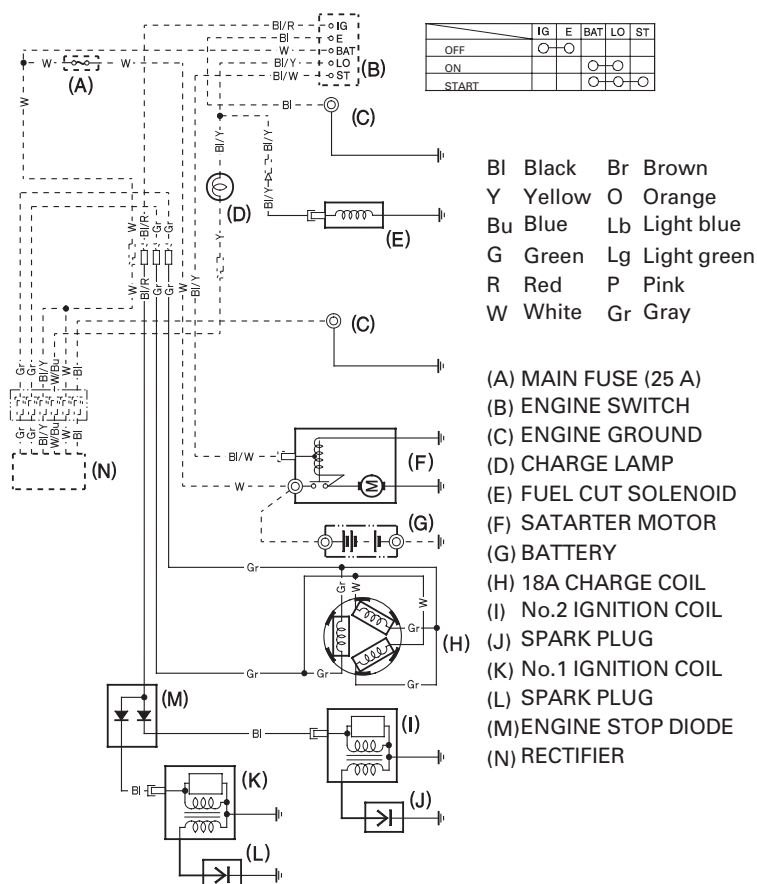 Bl/R IG
Bl E
W BAT
Bl/Y LO
Bl/W ST
(B)
W W
(A)
IG E BAT LO ST
OFF
ON
START
Bl
(C)
W
Bl/Y
Bl/Y
(D)
(E)
Y
W Bl/R Gr Gr
W Bl/R Gr Gr W Bl/Y
Bl Black Br Brown
Y Yellow O Orange
Bu Blue Lb Light blue
G Green Lg Light green
R Red P Pink
W White Gr Gray
(C)
Gr Gr Bl/Y W/Bu W Bl
Gr Gr Bl/Y W/Bu W Bl
(N)
Bl/W
W
M
(F)
(G)
Gr
W W
Gr
(H)
Gr Gr Gr
(M)
Bl
(I)
(J)
Bl
(K)
(L)
(A) MAIN FUSE (25 A)
(B) ENGINE SWITCH
(C) ENGINE GROUND
(D) CHARGE LAMP
(E) FUEL CUT SOLENOID
(F) SATARTER MOTOR
(G) BATTERY
(H) 18A CHARGE COIL
(I) No.2 IGNITION COIL
(J) SPARK PLUG
(K) No.1 IGNITION COIL
(L) SPARK PLUG
(M) ENGINE STOP DIODE
(N) RECTIFIER